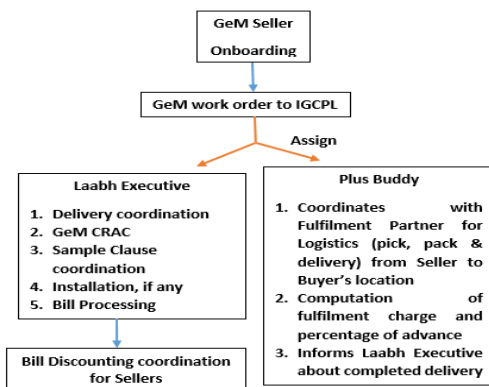 GeM Seller
Onboarding
GeM work order to IGCPL
Assign
Laabh Executive
1. Delivery coordination
2. GeM CRAC
3. Sample Clause
coordination
4. Installation, if any
5. Bill Processing
Plus Buddy
1. Coordinates with
Fulfilment Partner for
Logistics (pick, pack &
delivery) from Seller to
Buyer's location
2. Computation of
fulfilment charge and
percentage of advance
3. Informs Laabh Executive
about completed delivery
Bill Discounting coordination
for Sellers